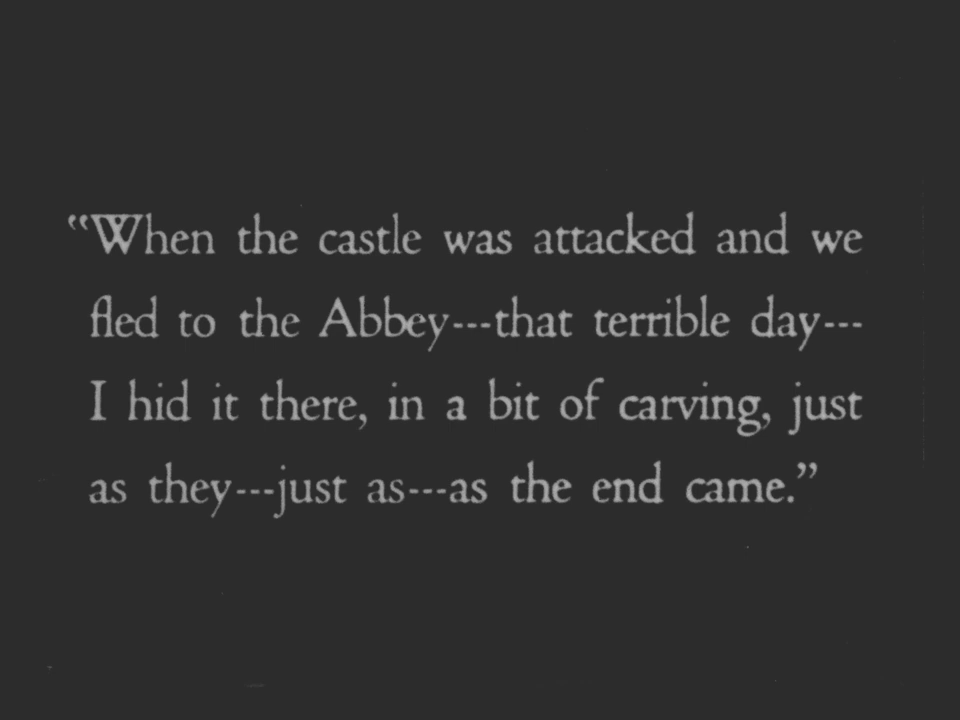 “When the castle was attacked and we
fled to the Abbey---that terrible day---
I hid it there, in a bit of carving, just
as they---just as---as the end came.”